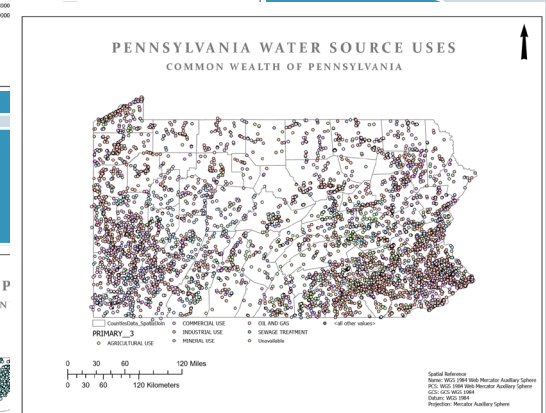 000
000
PENNSYLVANIA WATER SOURCE USES
COMMON WEALTH OF PENNSYLVANIA
P
N
CountiesData_SpatialJoin
PRIMARY__3
AGRICULTURAL USE
COMMERCIAL USE
INDUSTRIAL USE
MINERAL USE
OIL AND GAS
SEWAGE TREATMENT
Unavailable
<all other values>
0 30 60 120 Miles
0 30 60 120 Kilometers
Spatial Reference
Name: WGS 1984 Web Mercator Auxiliary Sphere
PCS: WGS 1984 Web Mercator Auxiliary Sphere
GCS: GCS WGS 1984
Datum: WGS 1984
Projection: Mercator Auxiliary Sphere